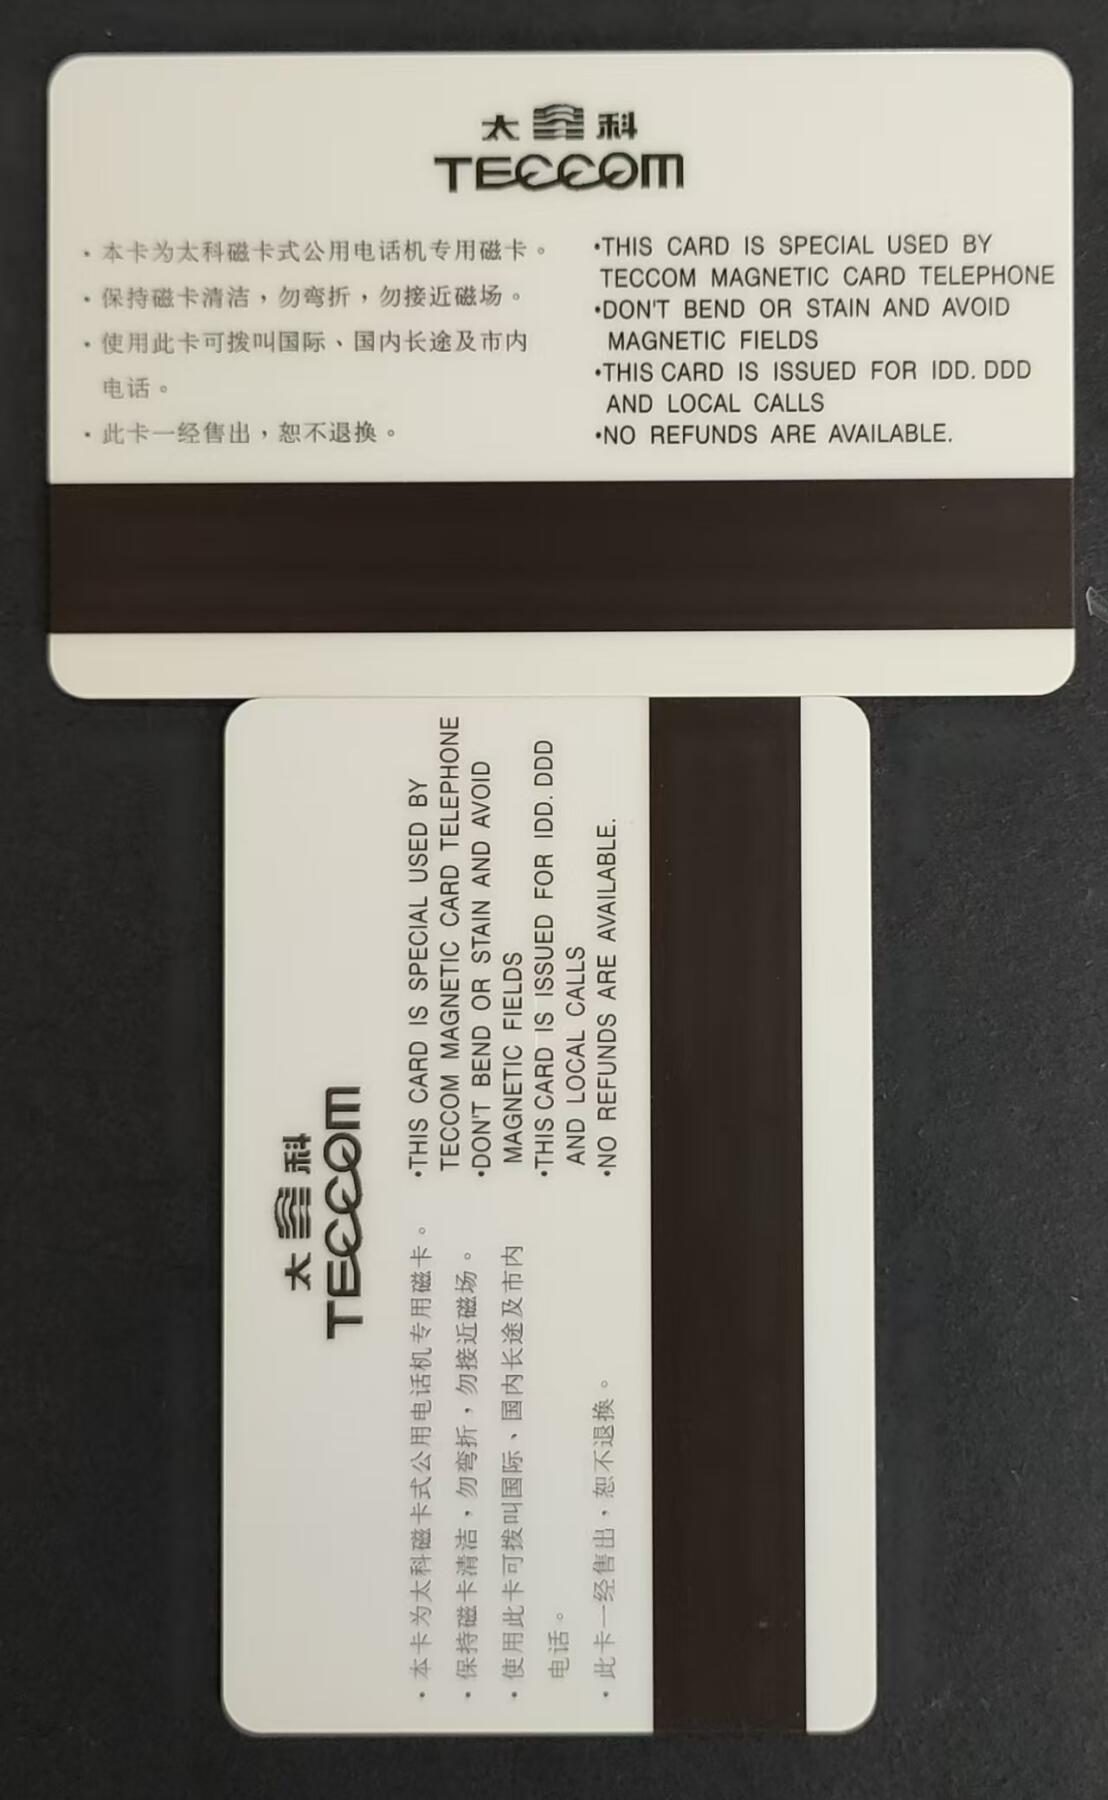 太 科
TECCOM
·本卡为太科磁卡式公用电话机专用磁卡。
·保持磁卡清洁，勿弯折，勿接近磁场。
·使用此卡可拨叫国际、国内长途及市内
电话。
·此卡一经售出，恕不退换。
·THIS CARD IS SPECIAL USED BY
TECCOM MAGNETIC CARD TELEPHONE
·DON'T BEND OR STAIN AND AVOID
MAGNETIC FIELDS
·THIS CARD IS ISSUED FOR IDD. DDD
AND LOCAL CALLS
·NO REFUNDS ARE AVAILABLE.
太 科
TECCOM
·本卡为太科磁卡式公用电话机专用磁卡。
·保持磁卡清洁，勿弯折，勿接近磁场。
·使用此卡可拨叫国际、国内长途及市内
电话。
·此卡一经售出，恕不退换。
·THIS CARD IS SPECIAL USED BY
TECCOM MAGNETIC CARD TELEPHONE
·DON'T BEND OR STAIN AND AVOID
MAGNETIC FIELDS
·THIS CARD IS ISSUED FOR IDD. DDD
AND LOCAL CALLS
·NO REFUNDS ARE AVAILABLE.